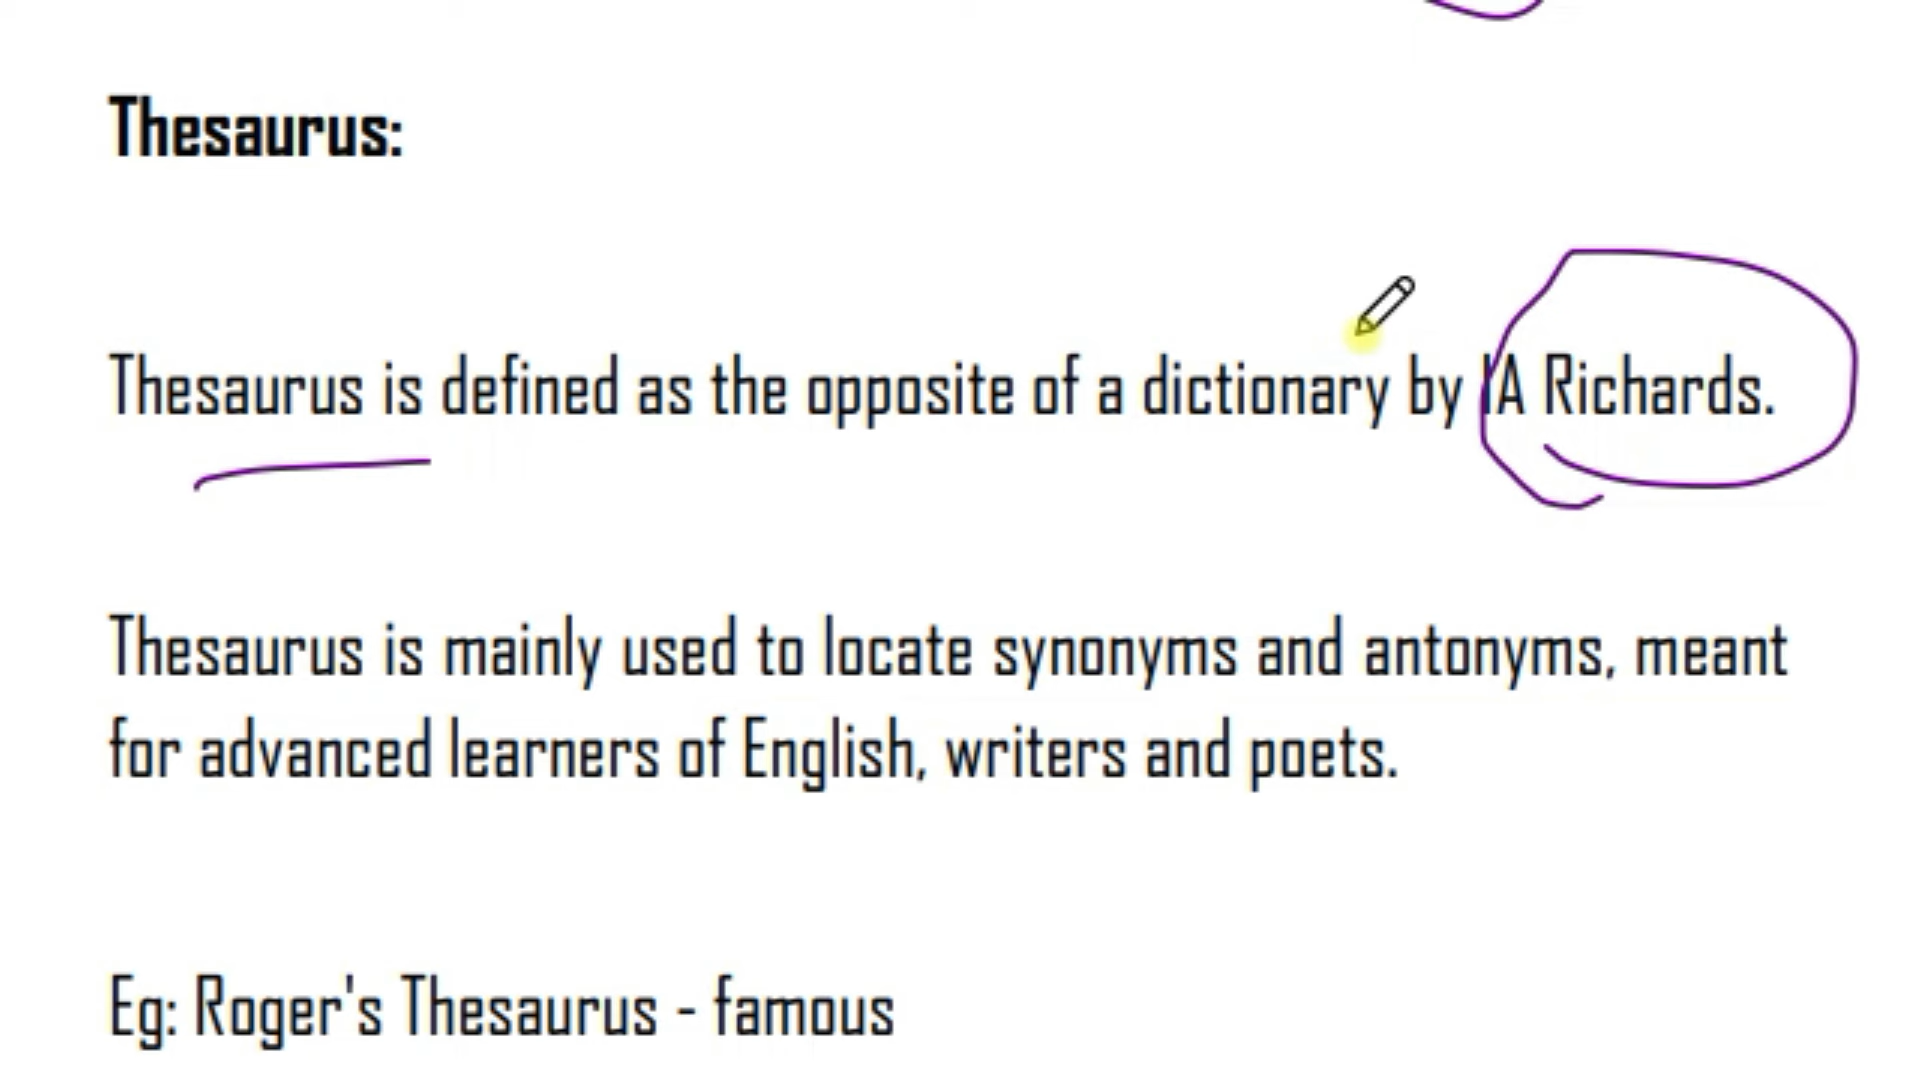 Thesaurus:
Thesaurus is defined as the opposite of a dictionary by IA Richards.
Thesaurus is mainly used to locate synonyms and antonyms, meant
for advanced learners of English, writers and poets.
Eg: Roger's Thesaurus - famous